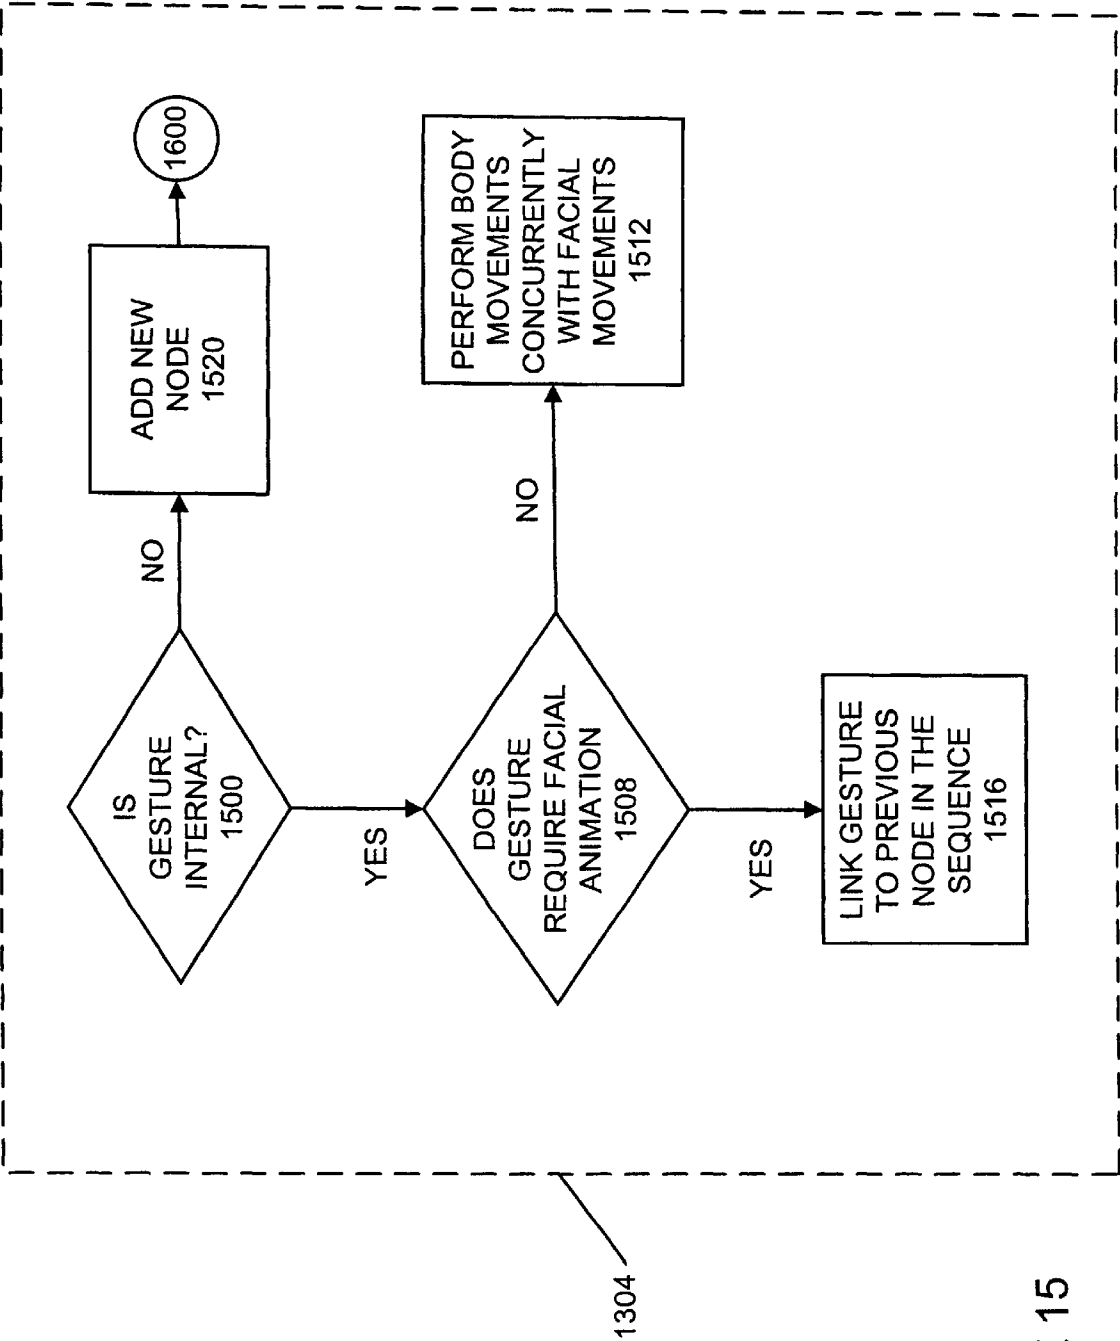 IS
GESTURE
INTERNAL?
1500
NO
ADD NEW
NODE
1520
1600
YES
DOES
GESTURE
REQUIRE FACIAL
ANIMATION
1508
NO
PERFORM BODY
MOVEMENTS
CONCURRENTLY
WITH FACIAL
MOVEMENTS
1512
YES
LINK GESTURE
TO PREVIOUS
NODE IN THE
SEQUENCE
1516
1304
15